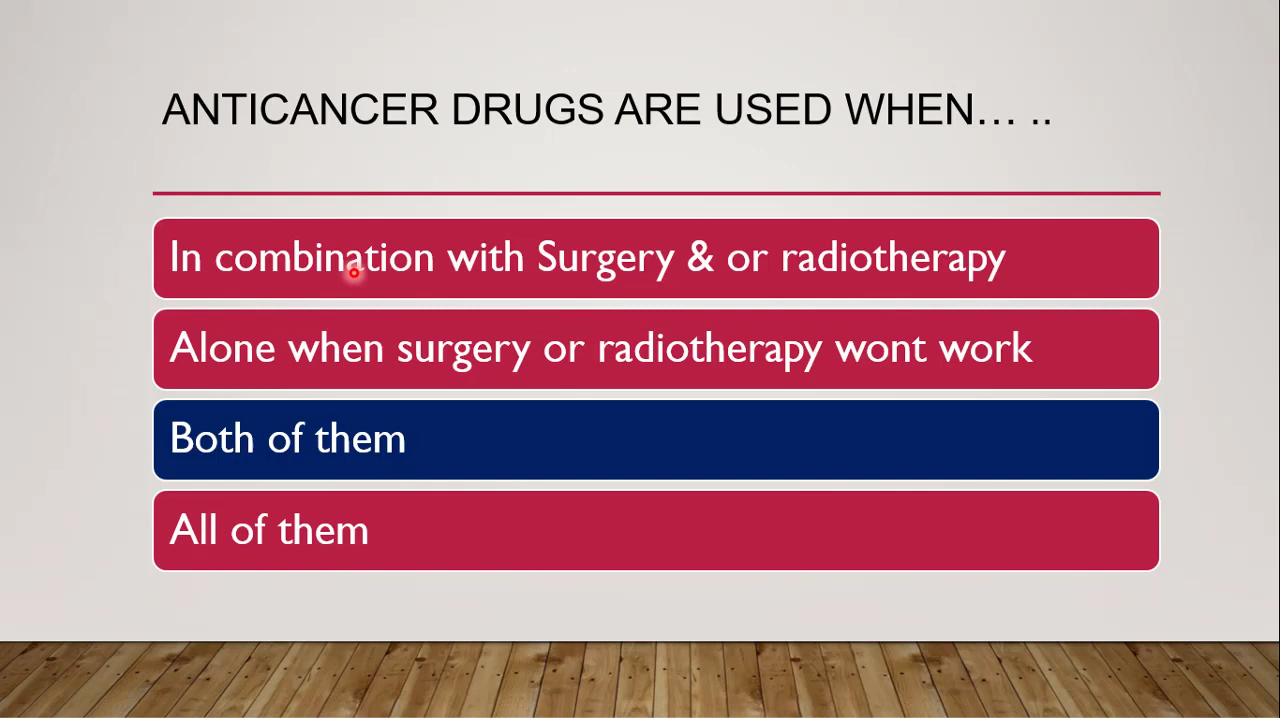 ANTICANCER DRUGS ARE USED WHEN… ..
In combination with Surgery & or radiotherapy
Alone when surgery or radiotherapy wont work
Both of them
All of them